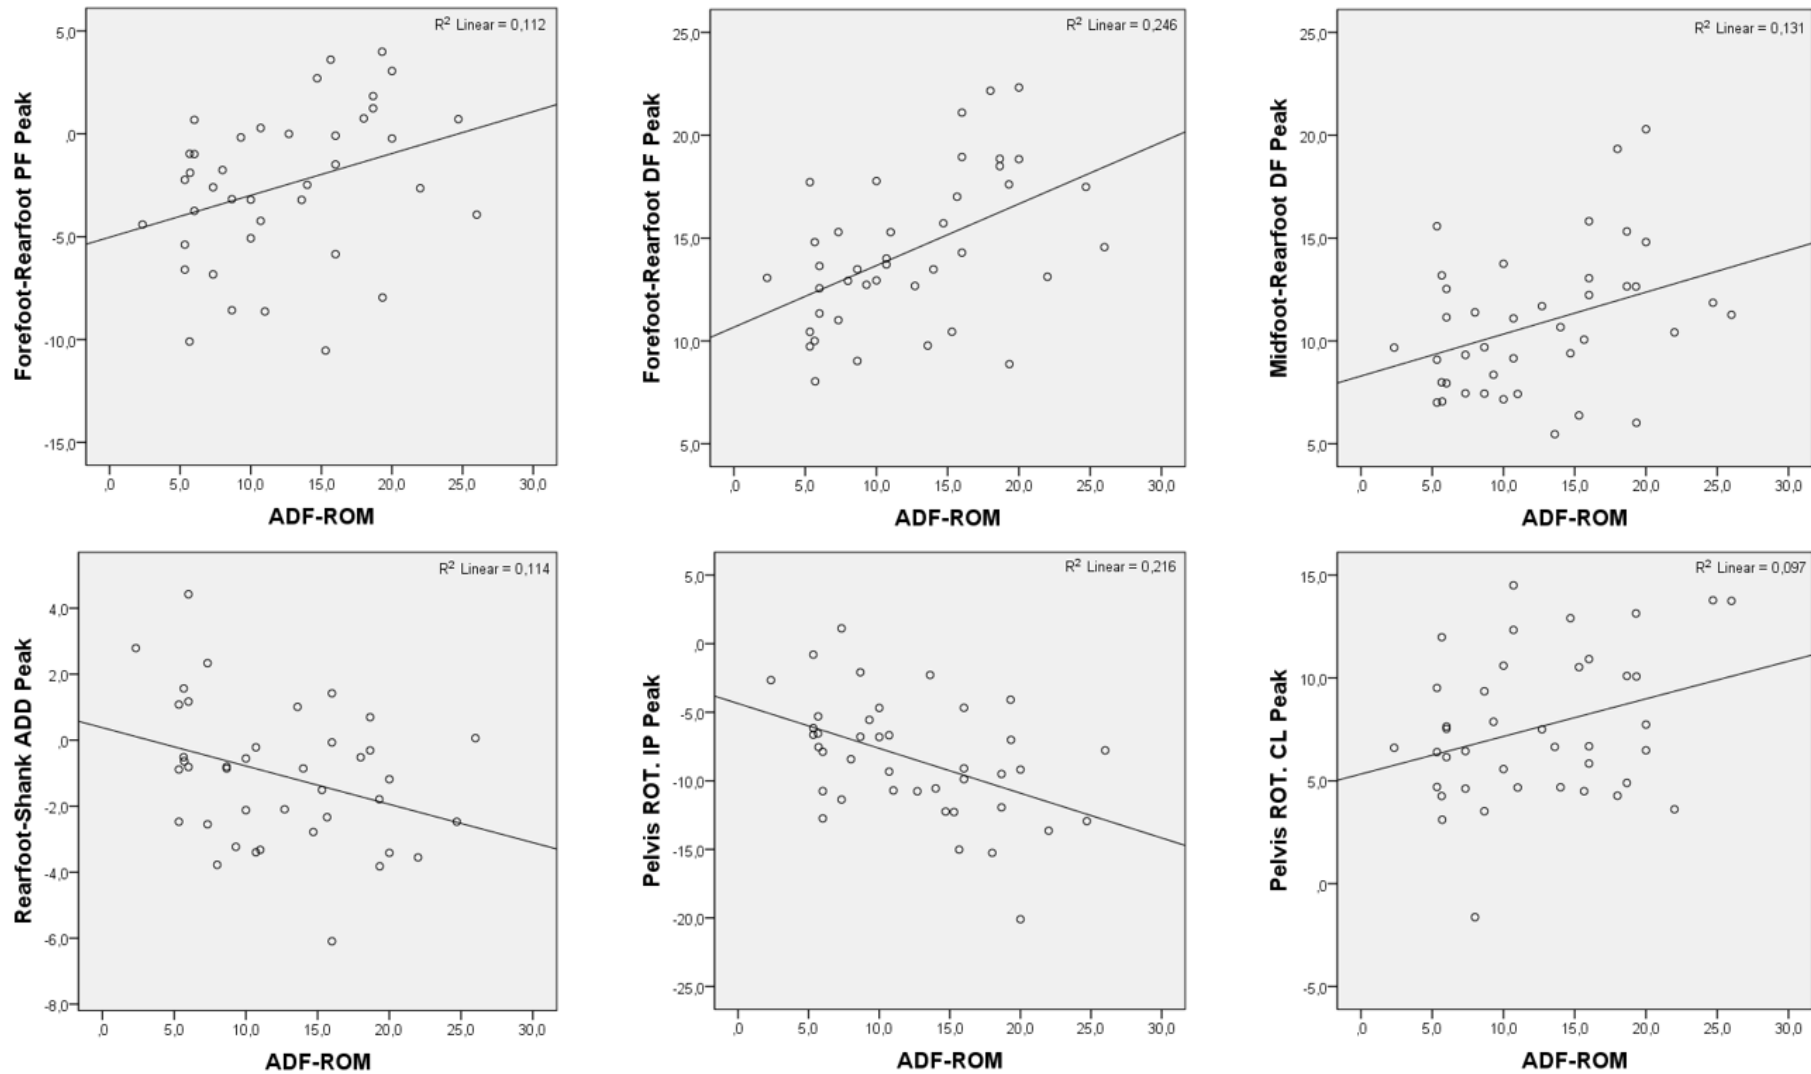 R² Linear = 0,112
Forefoot-Rearfoot PF Peak
5,0
,0
-5,0
-10,0
-15,0
,0 5,0 10,0 15,0 20,0 25,0 30,0
ADF-ROM
R² Linear = 0,246
Forefoot-Rearfoot DF Peak
25,0
20,0
15,0
10,0
5,0
,0 5,0 10,0 15,0 20,0 25,0 30,0
ADF-ROM
R² Linear = 0,131
Midfoot-Rearfoot DF Peak
25,0
20,0
15,0
10,0
5,0
,0 5,0 10,0 15,0 20,0 25,0 30,0
ADF-ROM
R² Linear = 0,114
Rearfoot-Shank ADD Peak
4,0
2,0
,0
-2,0
-4,0
-6,0
-8,0
,0 5,0 10,0 15,0 20,0 25,0 30,0
ADF-ROM
R² Linear = 0,216
Pelvis ROT. IP Peak
5,0
,0
-5,0
-10,0
-15,0
-20,0
-25,0
,0 5,0 10,0 15,0 20,0 25,0 30,0
ADF-ROM
R² Linear = 0,097
Pelvis ROT. CL Peak
15,0
10,0
5,0
,0
-5,0
,0 5,0 10,0 15,0 20,0 25,0 30,0
ADF-ROM